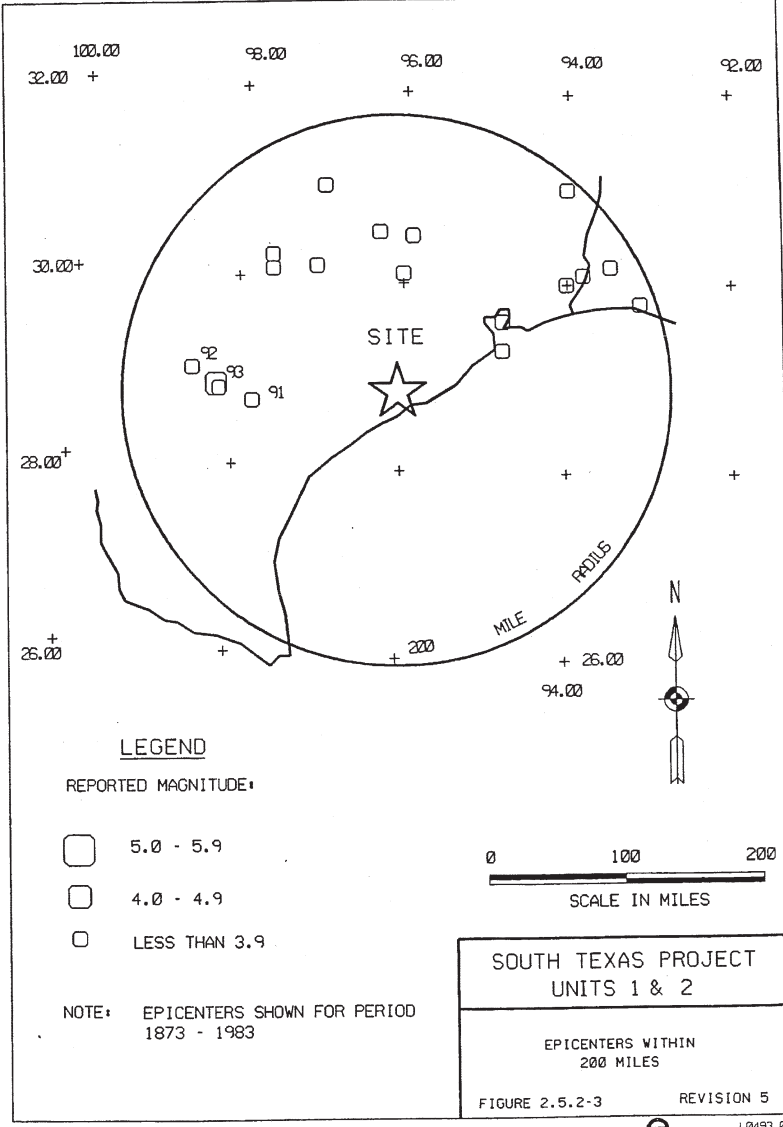 100.00
98.00
96.00
94.00
92.00
32.00
30.00
SITE
92
93
91
28.00
RADIUS
MILE
200
N
26.00
26.00
94.00
LEGEND
REPORTED MAGNITUDE:
5.0 - 5.9
4.0 - 4.9
LESS THAN 3.9
0 100 200
SCALE IN MILES
NOTE: EPICENTERS SHOWN FOR PERIOD
1873 - 1983
SOUTH TEXAS PROJECT
UNITS 1 & 2
EPICENTERS WITHIN
200 MILES
FIGURE 2.5.2-3 REVISION 5